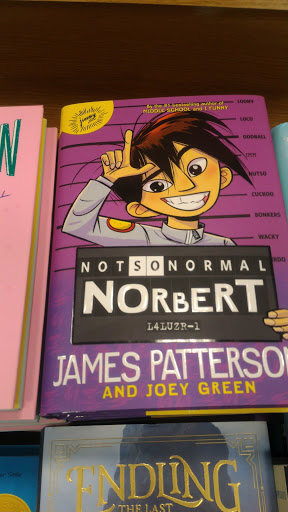 By the #1 bestselling author of
MIDDLE SCHOOL and I FUNNY
LOONY
LOCO
ODDBALL
NUTSO
CUCKOO
BONKERS
WACKY
NOT SO NORMAL
NORBERT
L4LUZR-1
JAMES PATTERSON
AND JOEY GREEN
ENDLING
THE LAST